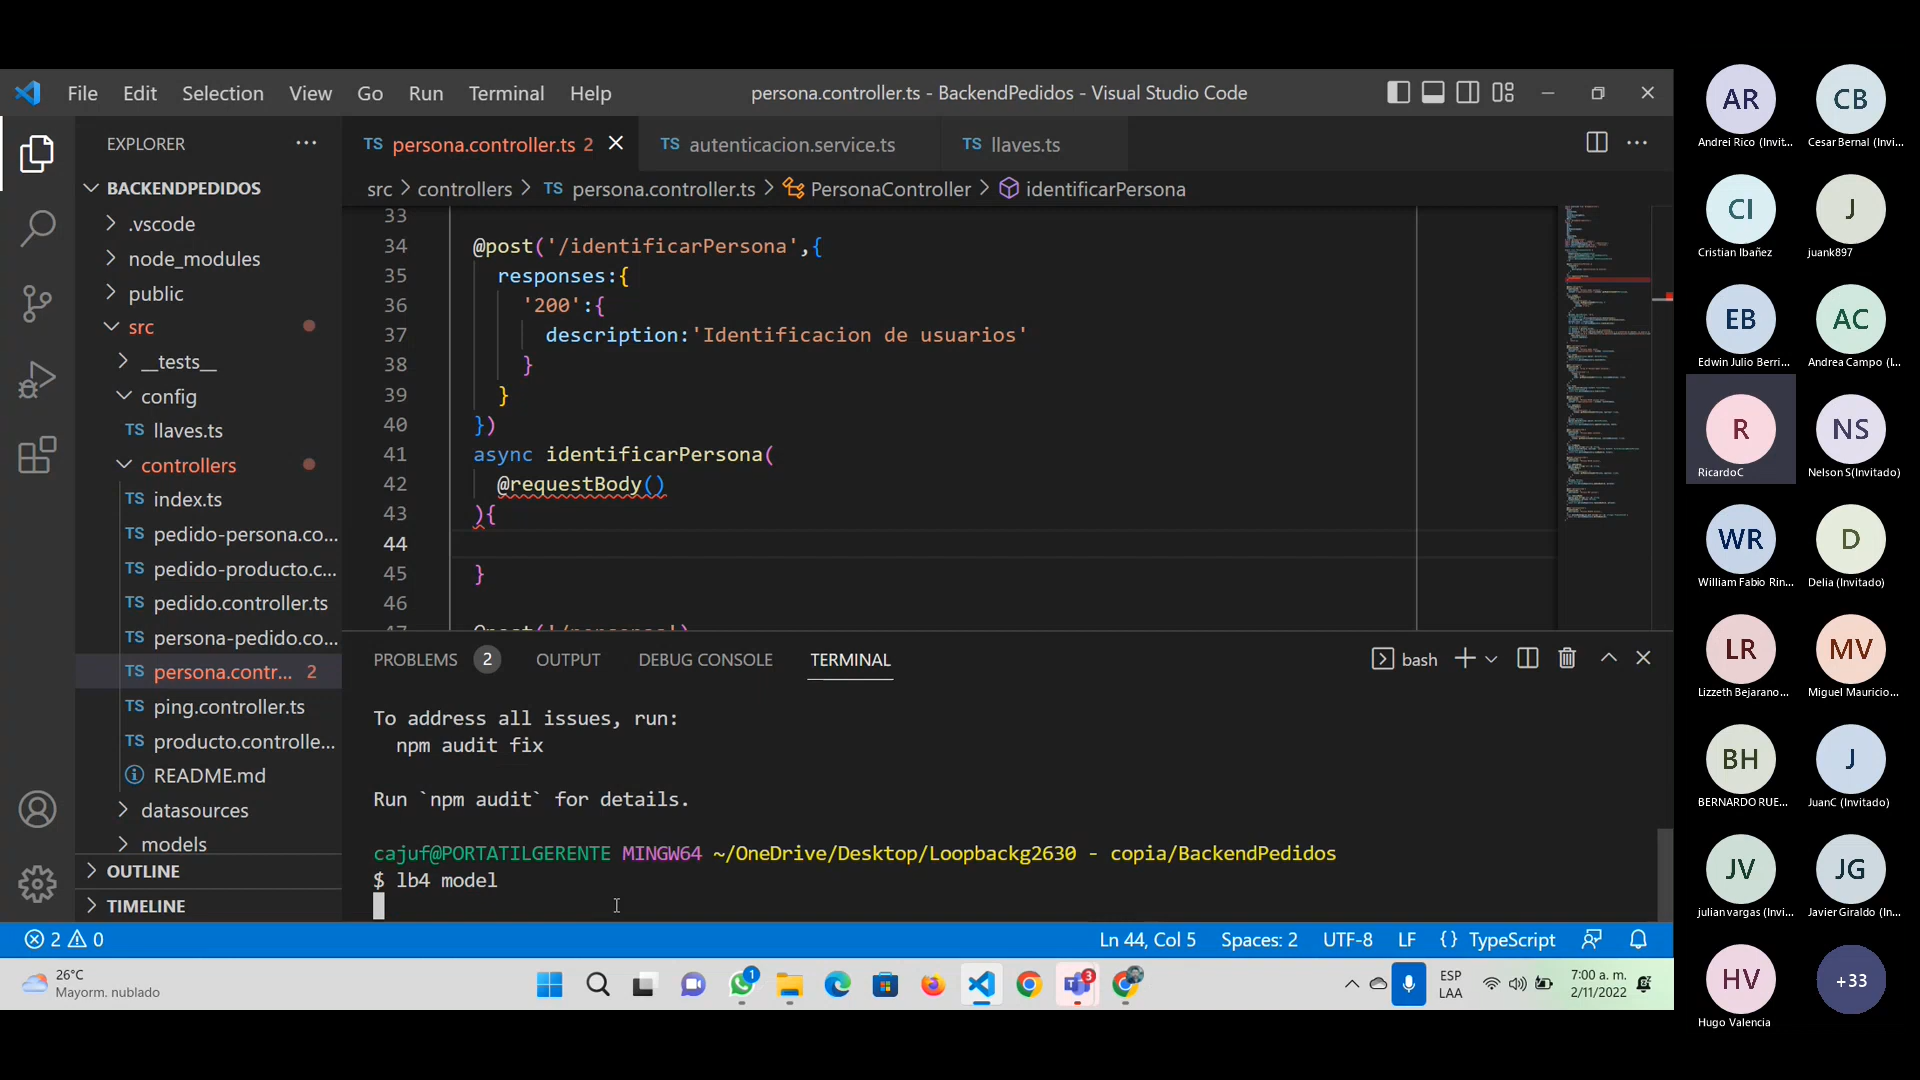 File Edit Selection View Go Run Terminal Help
persona.controller.ts - BackendPedidos - Visual Studio Code
EXPLORER
BACKENDPEDIDOS
.vscode
node_modules
public
src
__tests__
config
TS llaves.ts
controllers
TS index.ts
TS pedido-persona.co...
TS pedido-producto.c...
TS pedido.controller.ts
TS persona-pedido.co...
TS persona.contr... 2
TS ping.controller.ts
TS producto.controlle...
README.md
datasources
models
OUTLINE
TIMELINE
TS persona.controller.ts 2
TS autenticacion.service.ts
TS llaves.ts
src > controllers > TS persona.controller.ts > PersonaController > identificarPersona
33
34 @post('/identificarPersona',{
35 responses:{
36 '200':{
37 description:'Identificacion de usuarios'
38 }
39 }
40 })
41 async identificarPersona(
42 @requestBody()
43 ){
44
45 }
46
47 @post('/personas')
PROBLEMS 2 OUTPUT DEBUG CONSOLE TERMINAL
bash
To address all issues, run:
npm audit fix
Run `npm audit` for details.
cajuf@PORTATILGERENTE MINGW64 ~/OneDrive/Desktop/Loopbackg2630 - copia/BackendPedidos
$ lb4 model
2 0
Ln 44, Col 5 Spaces: 2 UTF-8 LF {} TypeScript
26°C
Mayorm. nublado
1
3
ESP
LAA
7:00 a. m.
2/11/2022
AR
Andrei Rico (Invit...
CB
Cesar Bernal (Invi...
CI
Cristian Ibañez
J
juank897
EB
Edwin Julio Berri...
AC
Andrea Campo (I...
R
RicardoC
NS
Nelson S(Invitado)
WR
William Fabio Rin...
D
Delia (Invitado)
LR
Lizzeth Bejarano...
MV
Miguel Mauricio...
BH
BERNARDO RUE...
J
JuanC (Invitado)
JV
julian vargas (Invi...
JG
Javier Giraldo (In...
HV
Hugo Valencia
+33